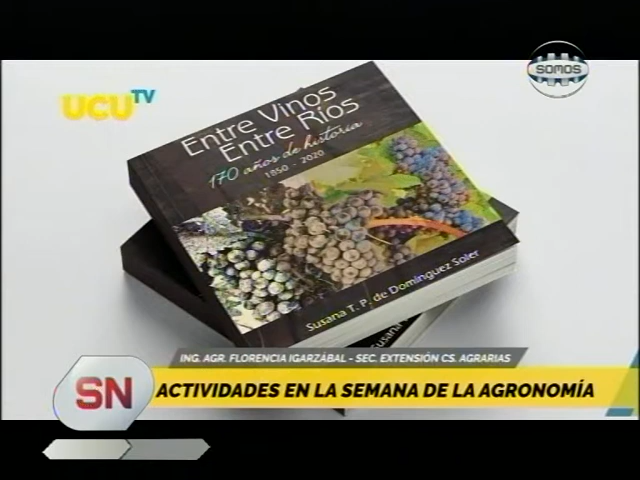 UCU TV
SOMOS
Entre Vinos
Entre Ríos
170 años de historia
1850 - 2020
Susana T. P. de Domínguez Soler
Susana
ING. AGR. FLORENCIA IGARZÁBAL - SEC. EXTENSIÓN CS. AGRARIAS
SN
ACTIVIDADES EN LA SEMANA DE LA AGRONOMÍA